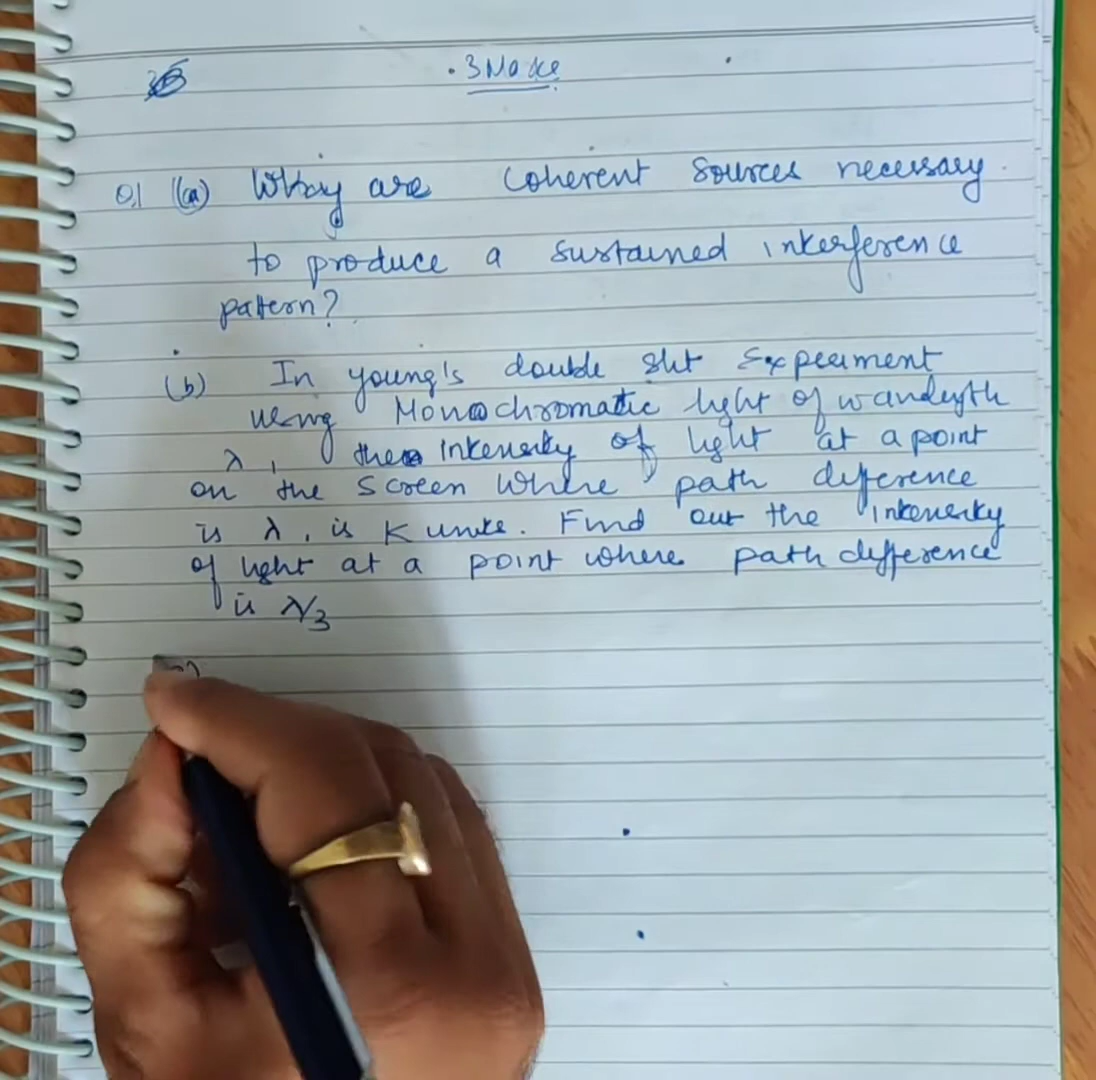 3 Marks
Q.1 (a) Why are coherent sources necessary
to produce a sustained interference
pattern?
(b) In young's double slit Experiment
using Monochromatic light of wavelength
λ, the intensity of light at a point
on the screen where path difference
is λ, is K units. Find out the intensity
of light at a point where path difference
is λ/3